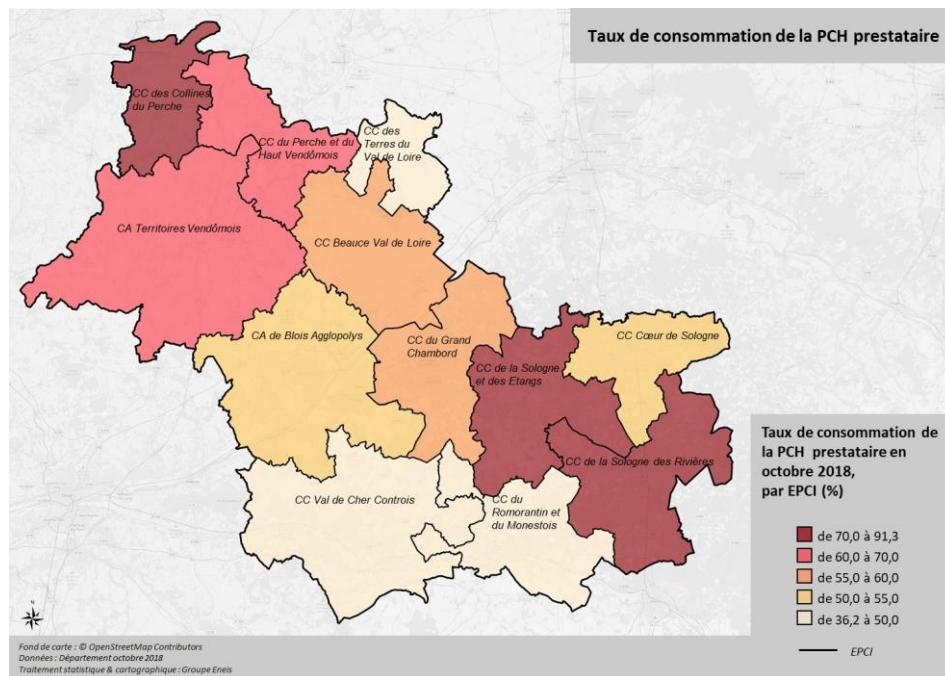 Taux de consommation de la PCH prestataire
CC des Collines
du Perche
CC du Perche et du
Haut Vendômois
CC des
Terres du
Val de Loire
CA Territoires Vendômois
CC Beauce Val de Loire
CA de Blois Agglopolys
CC du Grand
Chambord
CC Cœur de Sologne
CC de la Sologne
et des Etangs
CC de la Sologne des Rivières
CC Val de Cher Controis
CC du
Romorantin et
du Monestois
Taux de consommation de
la PCH prestataire en
octobre 2018,
par EPCI (%)
de 70,0 à 91,3
de 60,0 à 70,0
de 55,0 à 60,0
de 50,0 à 55,0
de 36,2 à 50,0
EPCI
N
Fond de carte : © OpenStreetMap Contributors
Données : Département octobre 2018
Traitement statistique & cartographique : Groupe Eneis